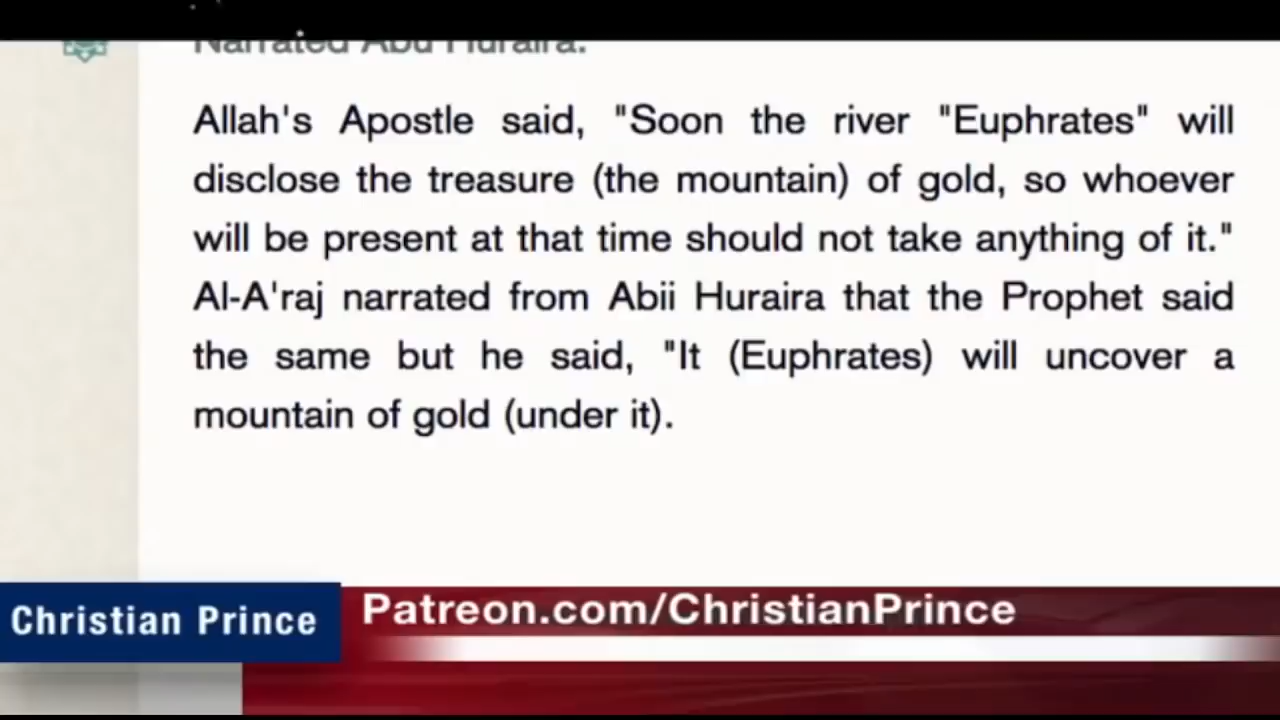 Narrated Abu Huraira:
Allah's Apostle said, "Soon the river "Euphrates" will
disclose the treasure (the mountain) of gold, so whoever
will be present at that time should not take anything of it."
Al-A'raj narrated from Abii Huraira that the Prophet said
the same but he said, "It (Euphrates) will uncover a
mountain of gold (under it).
Christian Prince
Patreon.com/ChristianPrince